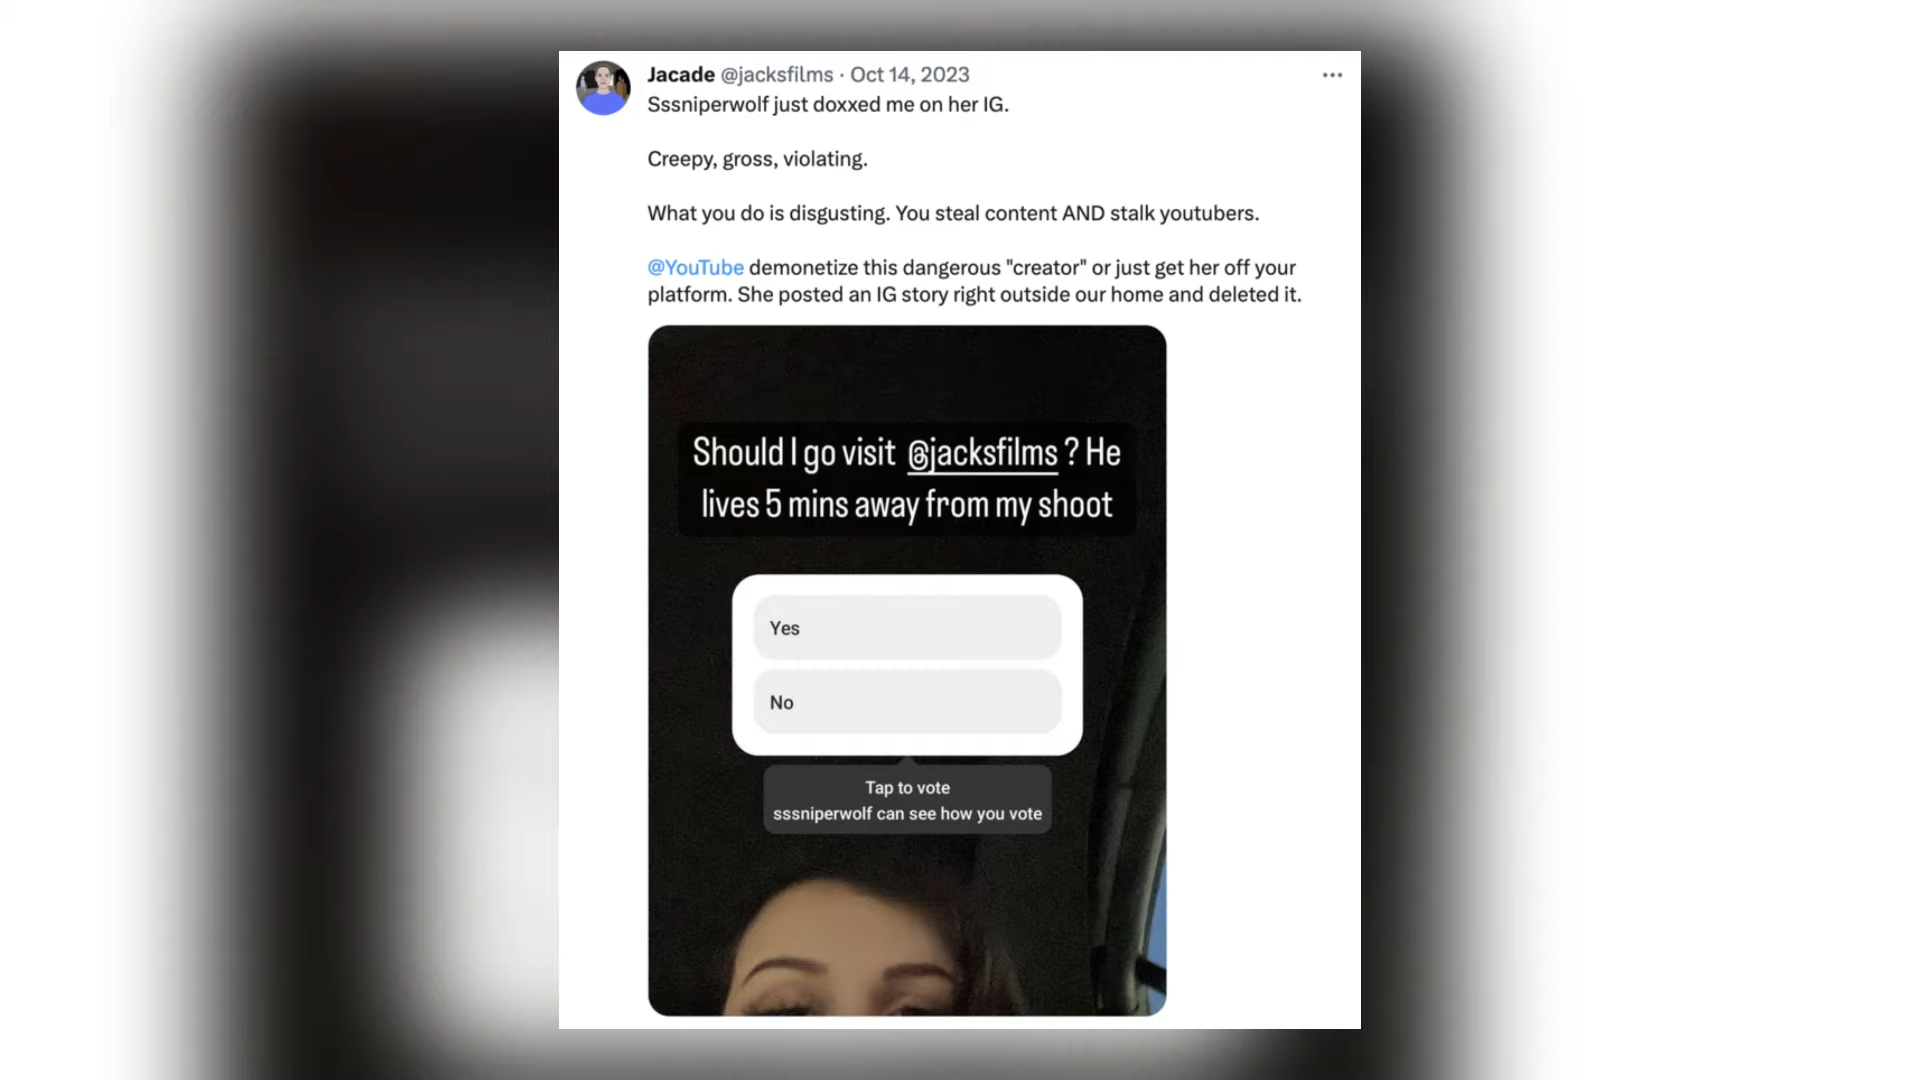 Jacade @jacksfilms · Oct 14, 2023
Sssniperwolf just doxxed me on her IG.
Creepy, gross, violating.
What you do is disgusting. You steal content AND stalk youtubers.
@YouTube demonetize this dangerous "creator" or just get her off your
platform. She posted an IG story right outside our home and deleted it.
Should I go visit @jacksfilms ? He
lives 5 mins away from my shoot
Yes
No
Tap to vote
sssniperwolf can see how you vote